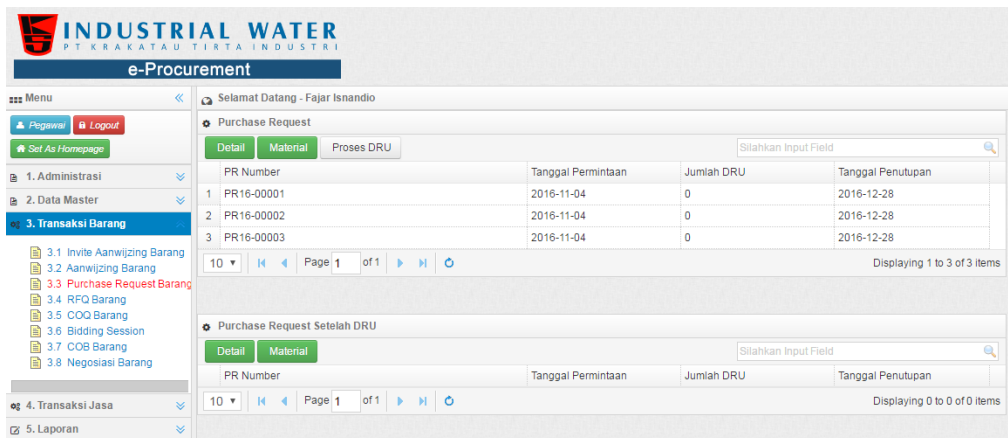 INDUSTRIAL WATER
PT KRAKATAU TIRTA INDUSTRI
e-Procurement
Menu
Pegawai Logout
Set As Homepage
1. Administrasi
2. Data Master
3. Transaksi Barang
3.1 Invite Aanwijzing Barang
3.2 Aanwijzing Barang
3.3 Purchase Request Barang
3.4 RFQ Barang
3.5 COQ Barang
3.6 Bidding Session
3.7 COB Barang
3.8 Negosiasi Barang
4. Transaksi Jasa
5. Laporan
Selamat Datang - Fajar Isnandio
Purchase Request
Detail Material Proses DRU Silahkan Input Field
PR Number Tanggal Permintaan Jumlah DRU Tanggal Penutupan
1 PR16-00001 2016-11-04 0 2016-12-28
2 PR16-00002 2016-11-04 0 2016-12-28
3 PR16-00003 2016-11-04 0 2016-12-28
10 Page 1 of 1 Displaying 1 to 3 of 3 items
Purchase Request Setelah DRU
Detail Material Silahkan Input Field
PR Number Tanggal Permintaan Jumlah DRU Tanggal Penutupan
10 Page 1 of 1 Displaying 0 to 0 of 0 items